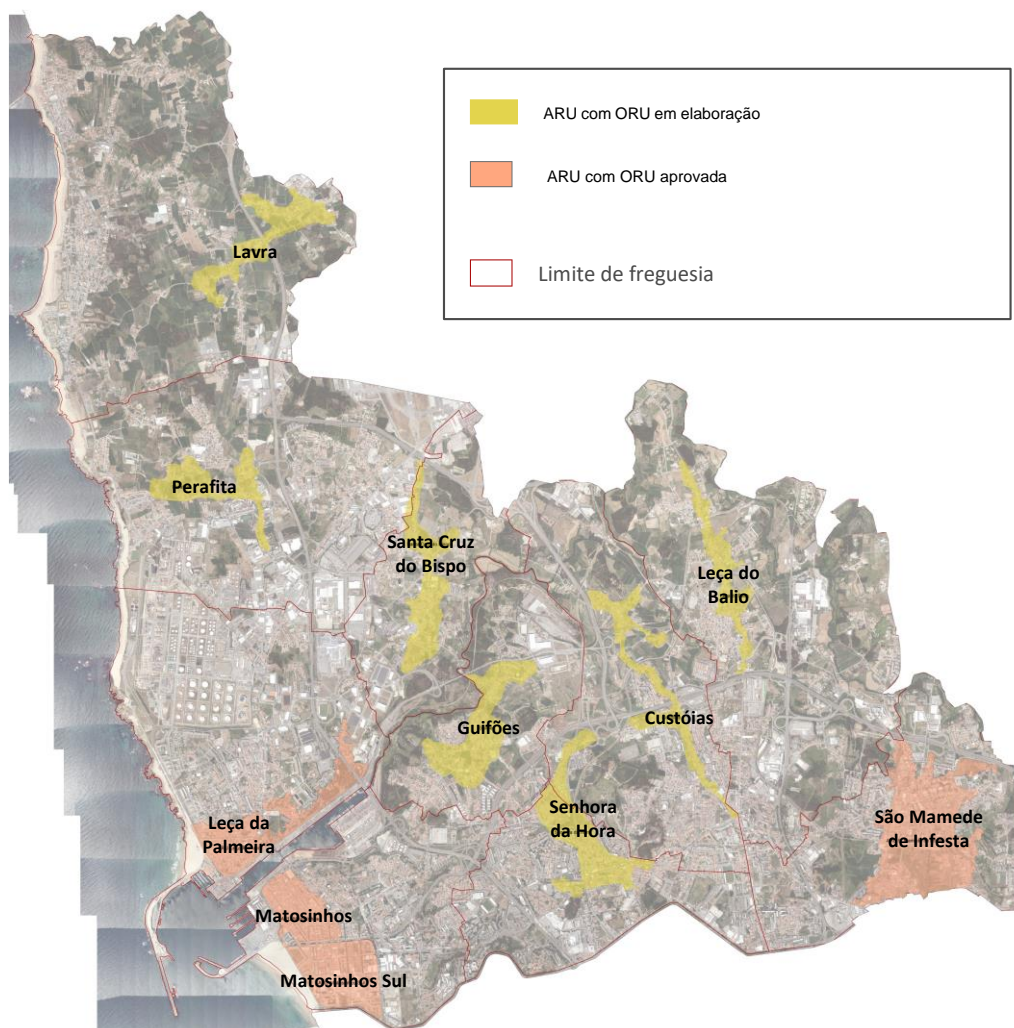 ARU com ORU em elaboração
ARU com ORU aprovada
Limite de freguesia
Lavra
Perafita
Santa Cruz
do Bispo
Leça do
Balio
Guifões
Custóias
Senhora
da Hora
São Mamede
de Infesta
Leça da
Palmeira
Matosinhos
Matosinhos Sul